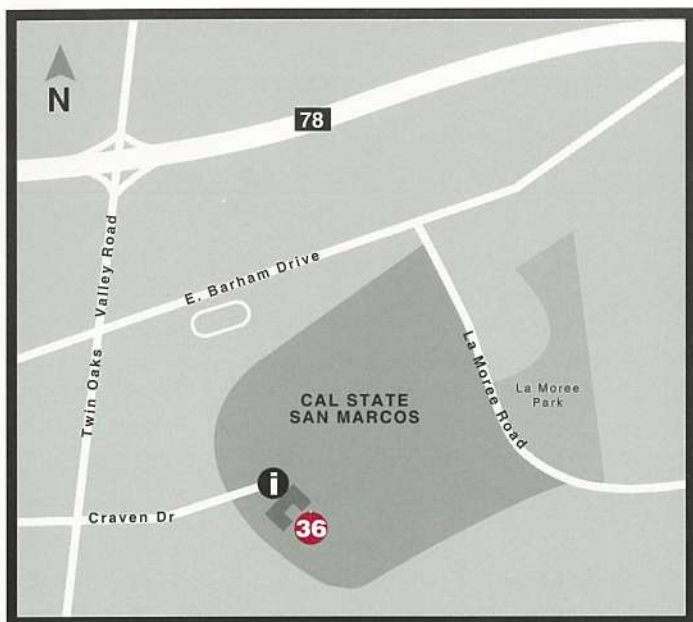 N
78
Twin Oaks Valley Road
E. Barham Drive
La Moree Road
CAL STATE
SAN MARCOS
La Moree
Park
i
Craven Dr
36